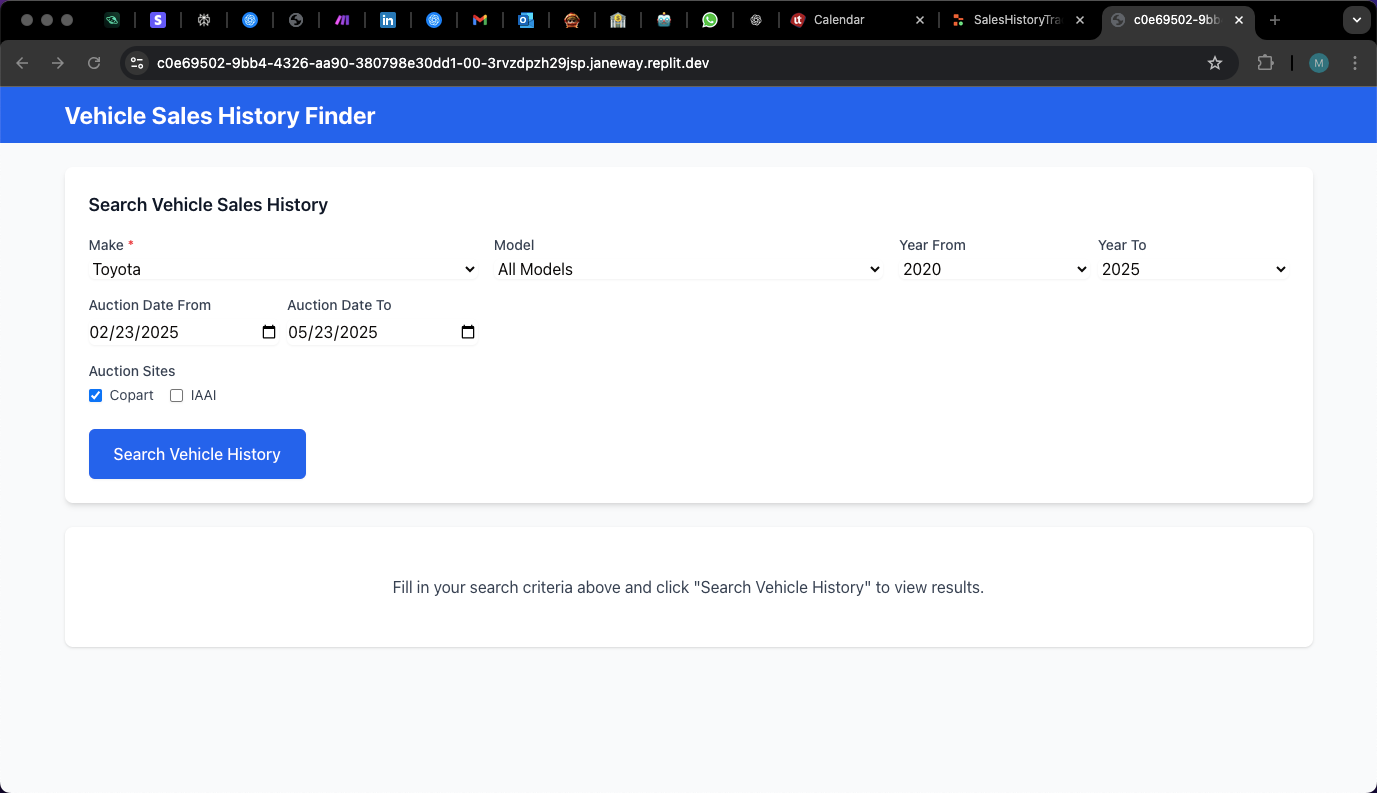 Calendar
SalesHistoryTra
c0e69502-9bb
c0e69502-9bb4-4326-aa90-380798e30dd1-00-3rvzdpzh29jsp.janeway.replit.dev
M
Vehicle Sales History Finder
Search Vehicle Sales History
Make * Model Year From Year To
Toyota All Models 2020 2025
Auction Date From Auction Date To
02/23/2025 05/23/2025
Auction Sites
Copart IAAI
Search Vehicle History
Fill in your search criteria above and click "Search Vehicle History" to view results.